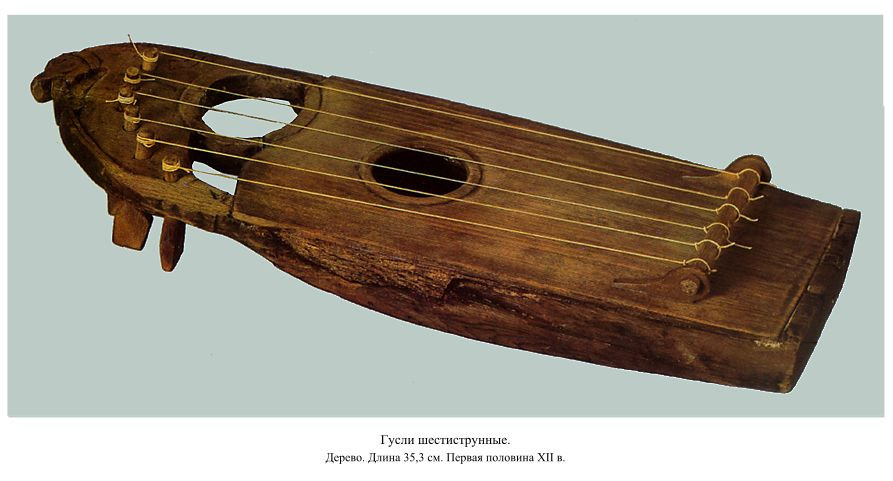 Гусли шестиструнные.
Дерево. Длина 35,3 см. Первая половина XII в.